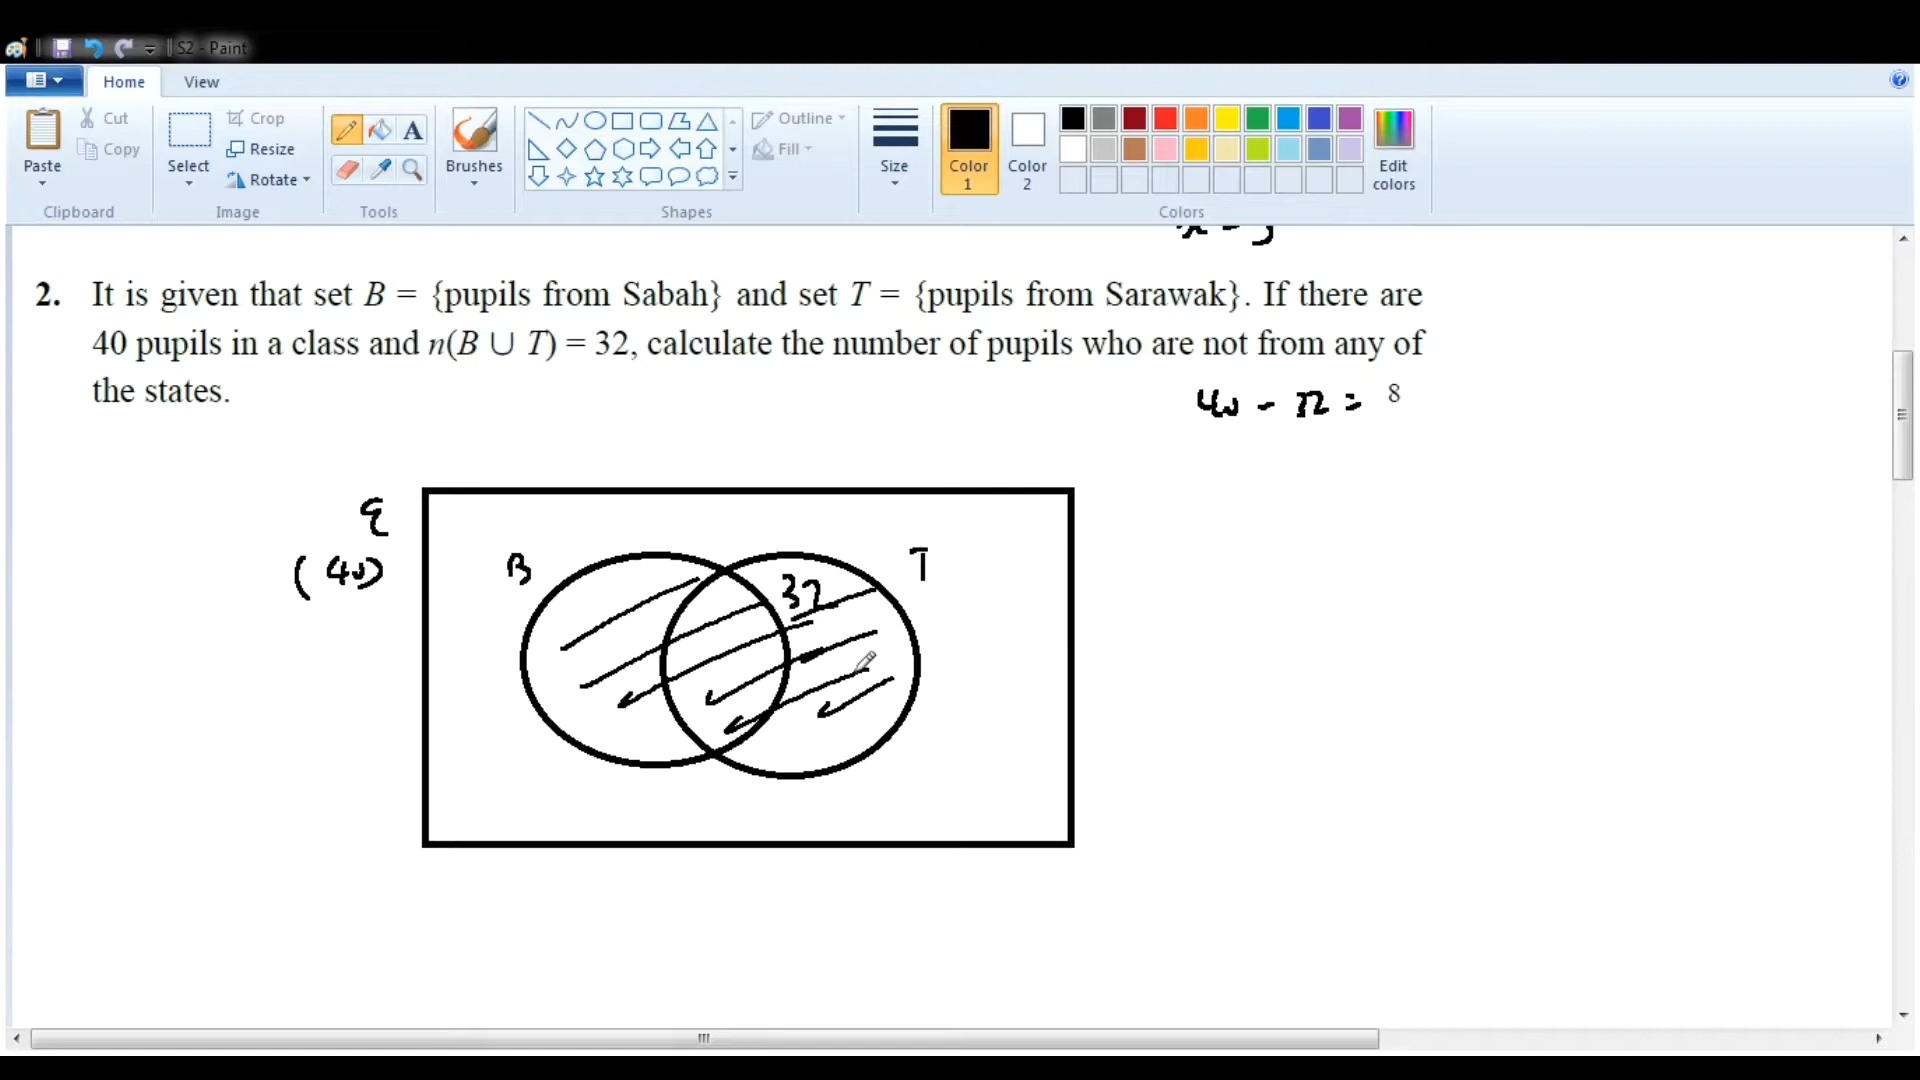 S2 - Paint
Home View
Paste
Cut
Copy
Clipboard
Select
Crop
Resize
Rotate
Image
A
Tools
Brushes
Outline
Fill
Shapes
Size
Color 1
Color 2
Edit colors
Colors
2. It is given that set B = {pupils from Sabah} and set T = {pupils from Sarawak}. If there are
40 pupils in a class and n(B ∪ T) = 32, calculate the number of pupils who are not from any of
the states.
40 - 32 = 8
ξ
(40)
B
32
T